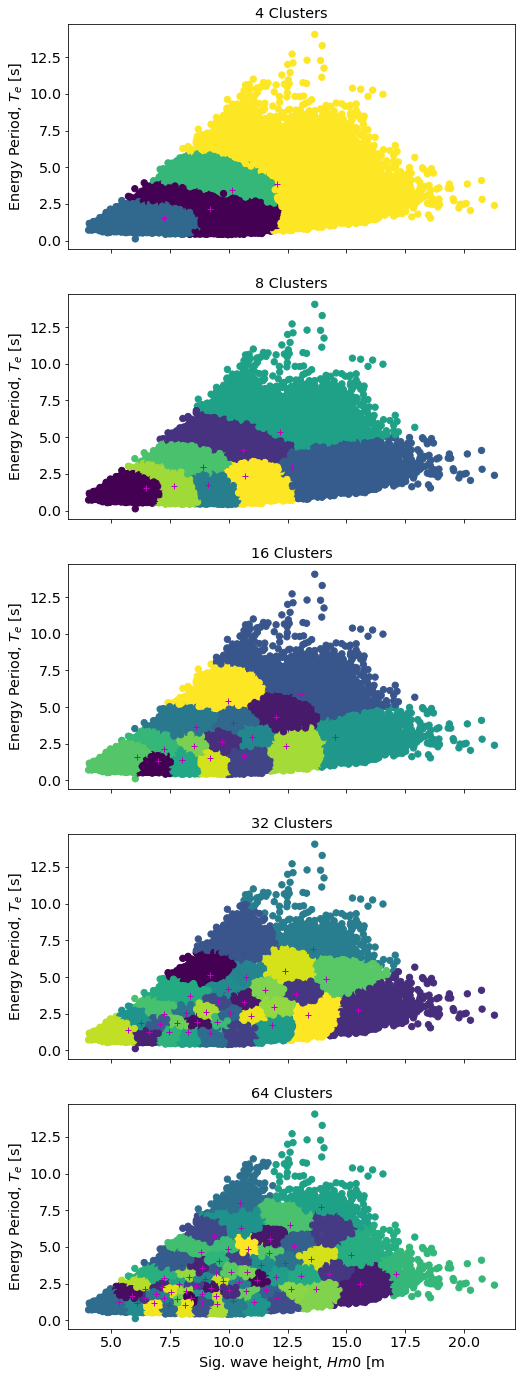 4 Clusters
12.5
10.0
7.5
5.0
2.5
0.0
Energy Period, T_e [s]
8 Clusters
12.5
10.0
7.5
5.0
2.5
0.0
Energy Period, T_e [s]
16 Clusters
12.5
10.0
7.5
5.0
2.5
0.0
Energy Period, T_e [s]
32 Clusters
12.5
10.0
7.5
5.0
2.5
0.0
Energy Period, T_e [s]
64 Clusters
12.5
10.0
7.5
5.0
2.5
0.0
Energy Period, T_e [s]
5.0 7.5 10.0 12.5 15.0 17.5 20.0
Sig. wave height, Hm0 [m